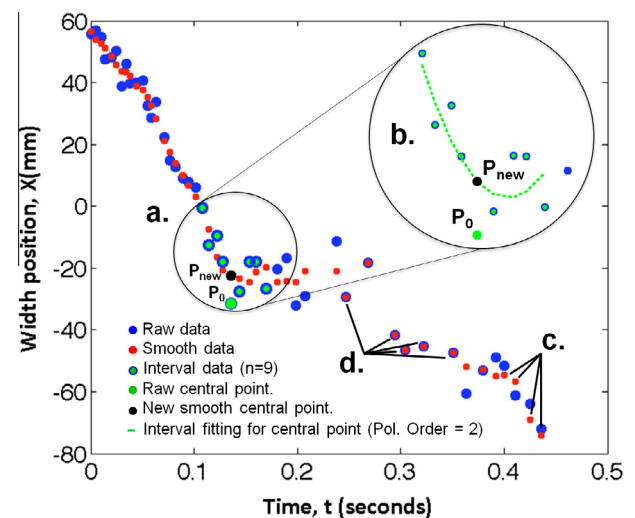 60
40
20
0
-20
-40
-60
-80
0
0.1
0.2
0.3
0.4
0.5
Width position, X(mm)
Time, t (seconds)
a.
b.
c.
d.
Pnew
P0
Pnew
P0
Raw data
Smooth data
Interval data (n=9)
Raw central point.
New smooth central point.
Interval fitting for central point (Pol. Order = 2)